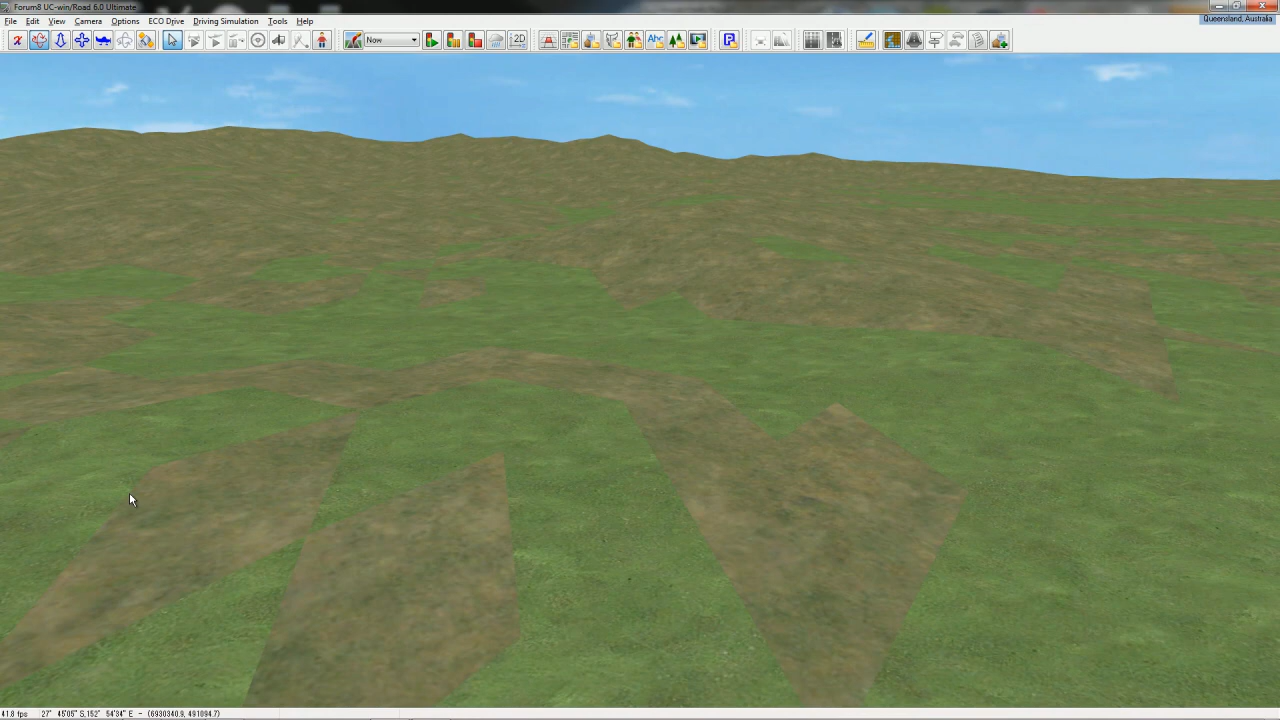 Forum8 UC-win/Road 6.0 Ultimate
File Edit View Camera Options ECO Drive Driving Simulation Tools Help
Queensland, Australia
Now
2D
Abc
41.8 fps 27° 45'05" S,152° 54'34" E - (6930340.9, 491094.7)